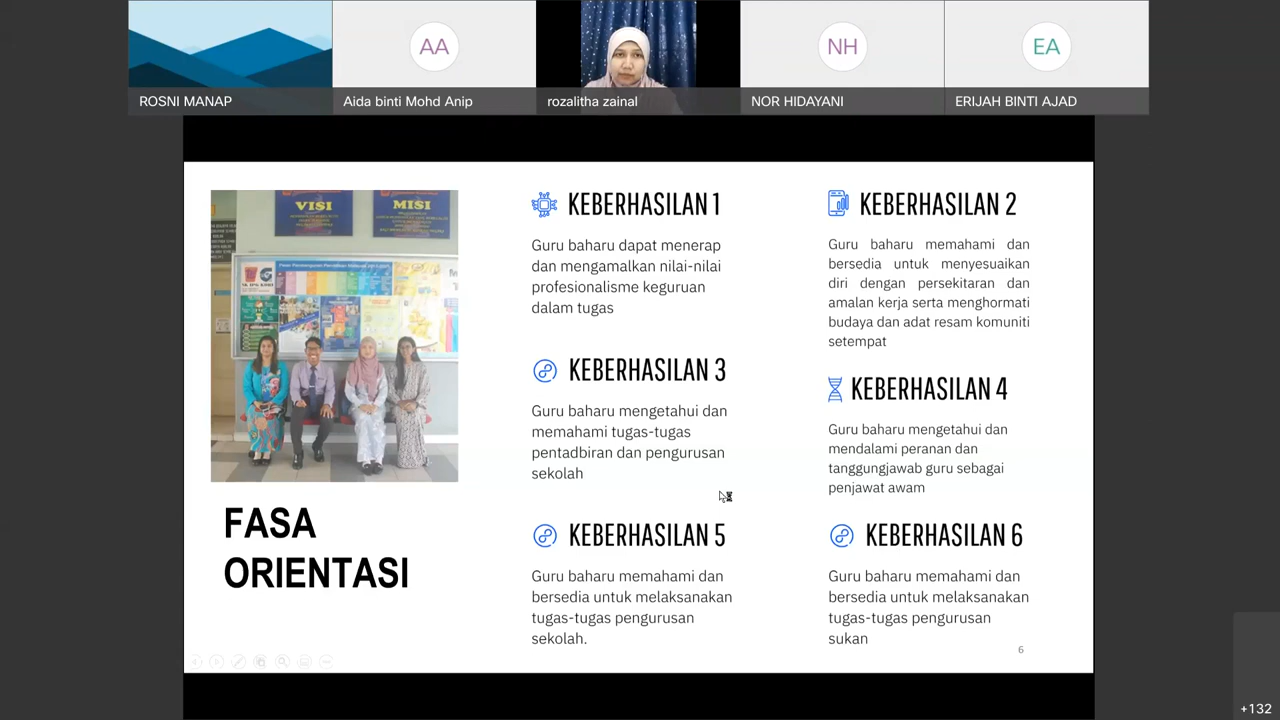 AA
NH
EA
ROSNI MANAP
Aida binti Mohd Anip
rozalitha zainal
NOR HIDAYANI
ERIJAH BINTI AJAD
VISI
MISI
FASA
ORIENTASI
KEBERHASILAN 1
Guru baharu dapat menerap
dan mengamalkan nilai-nilai
profesionalisme keguruan
dalam tugas
KEBERHASILAN 2
Guru baharu memahami dan
bersedia untuk menyesuaikan
diri dengan persekitaran dan
amalan kerja serta menghormati
budaya dan adat resam komuniti
setempat
KEBERHASILAN 3
Guru baharu mengetahui dan
memahami tugas-tugas
pentadbiran dan pengurusan
sekolah
KEBERHASILAN 4
Guru baharu mengetahui dan
mendalami peranan dan
tanggungjawab guru sebagai
penjawat awam
KEBERHASILAN 5
Guru baharu memahami dan
bersedia untuk melaksanakan
tugas-tugas pengurusan
sekolah.
KEBERHASILAN 6
Guru baharu memahami dan
bersedia untuk melaksanakan
tugas-tugas pengurusan
sukan
6
+132